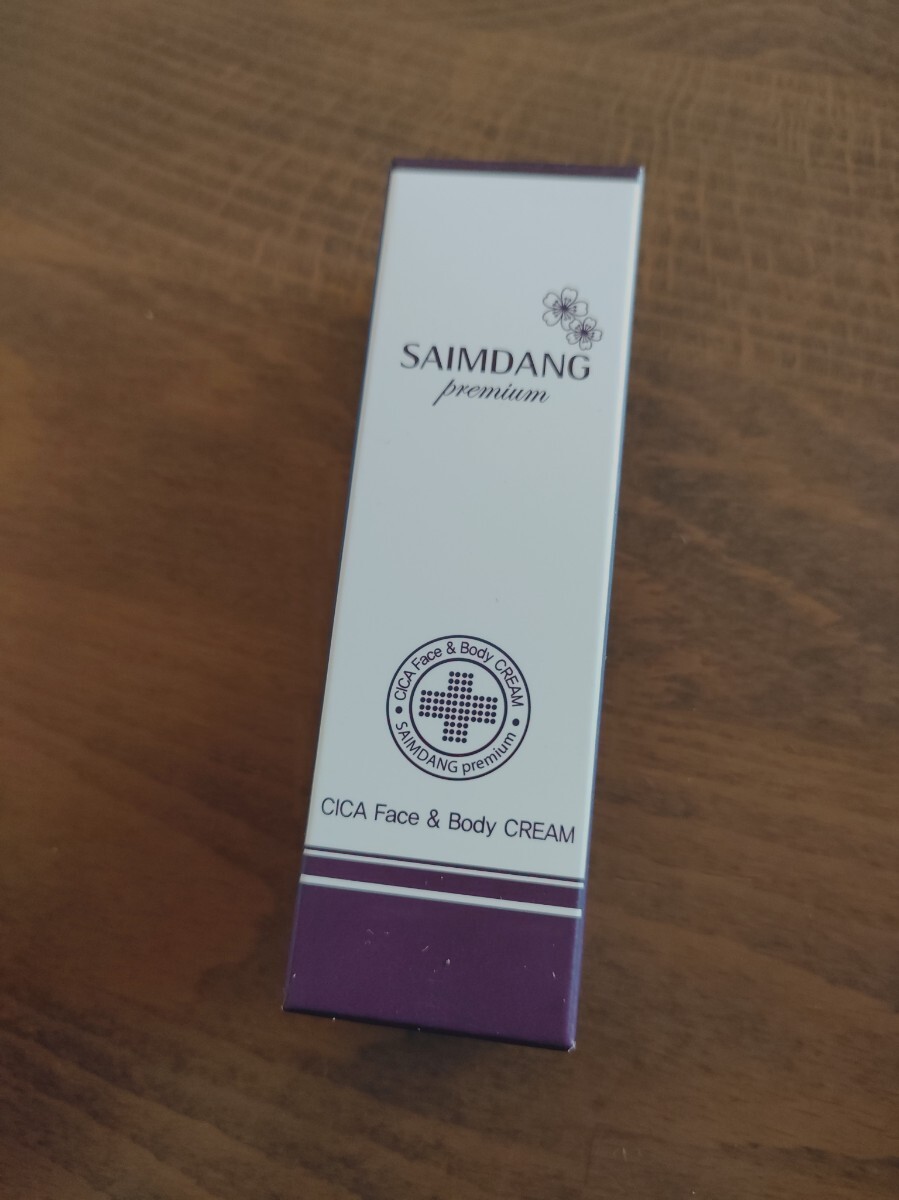 SAIMDANG
premium
CICA Face & Body CREAM
SAIMDANG premium
CICA Face & Body CREAM